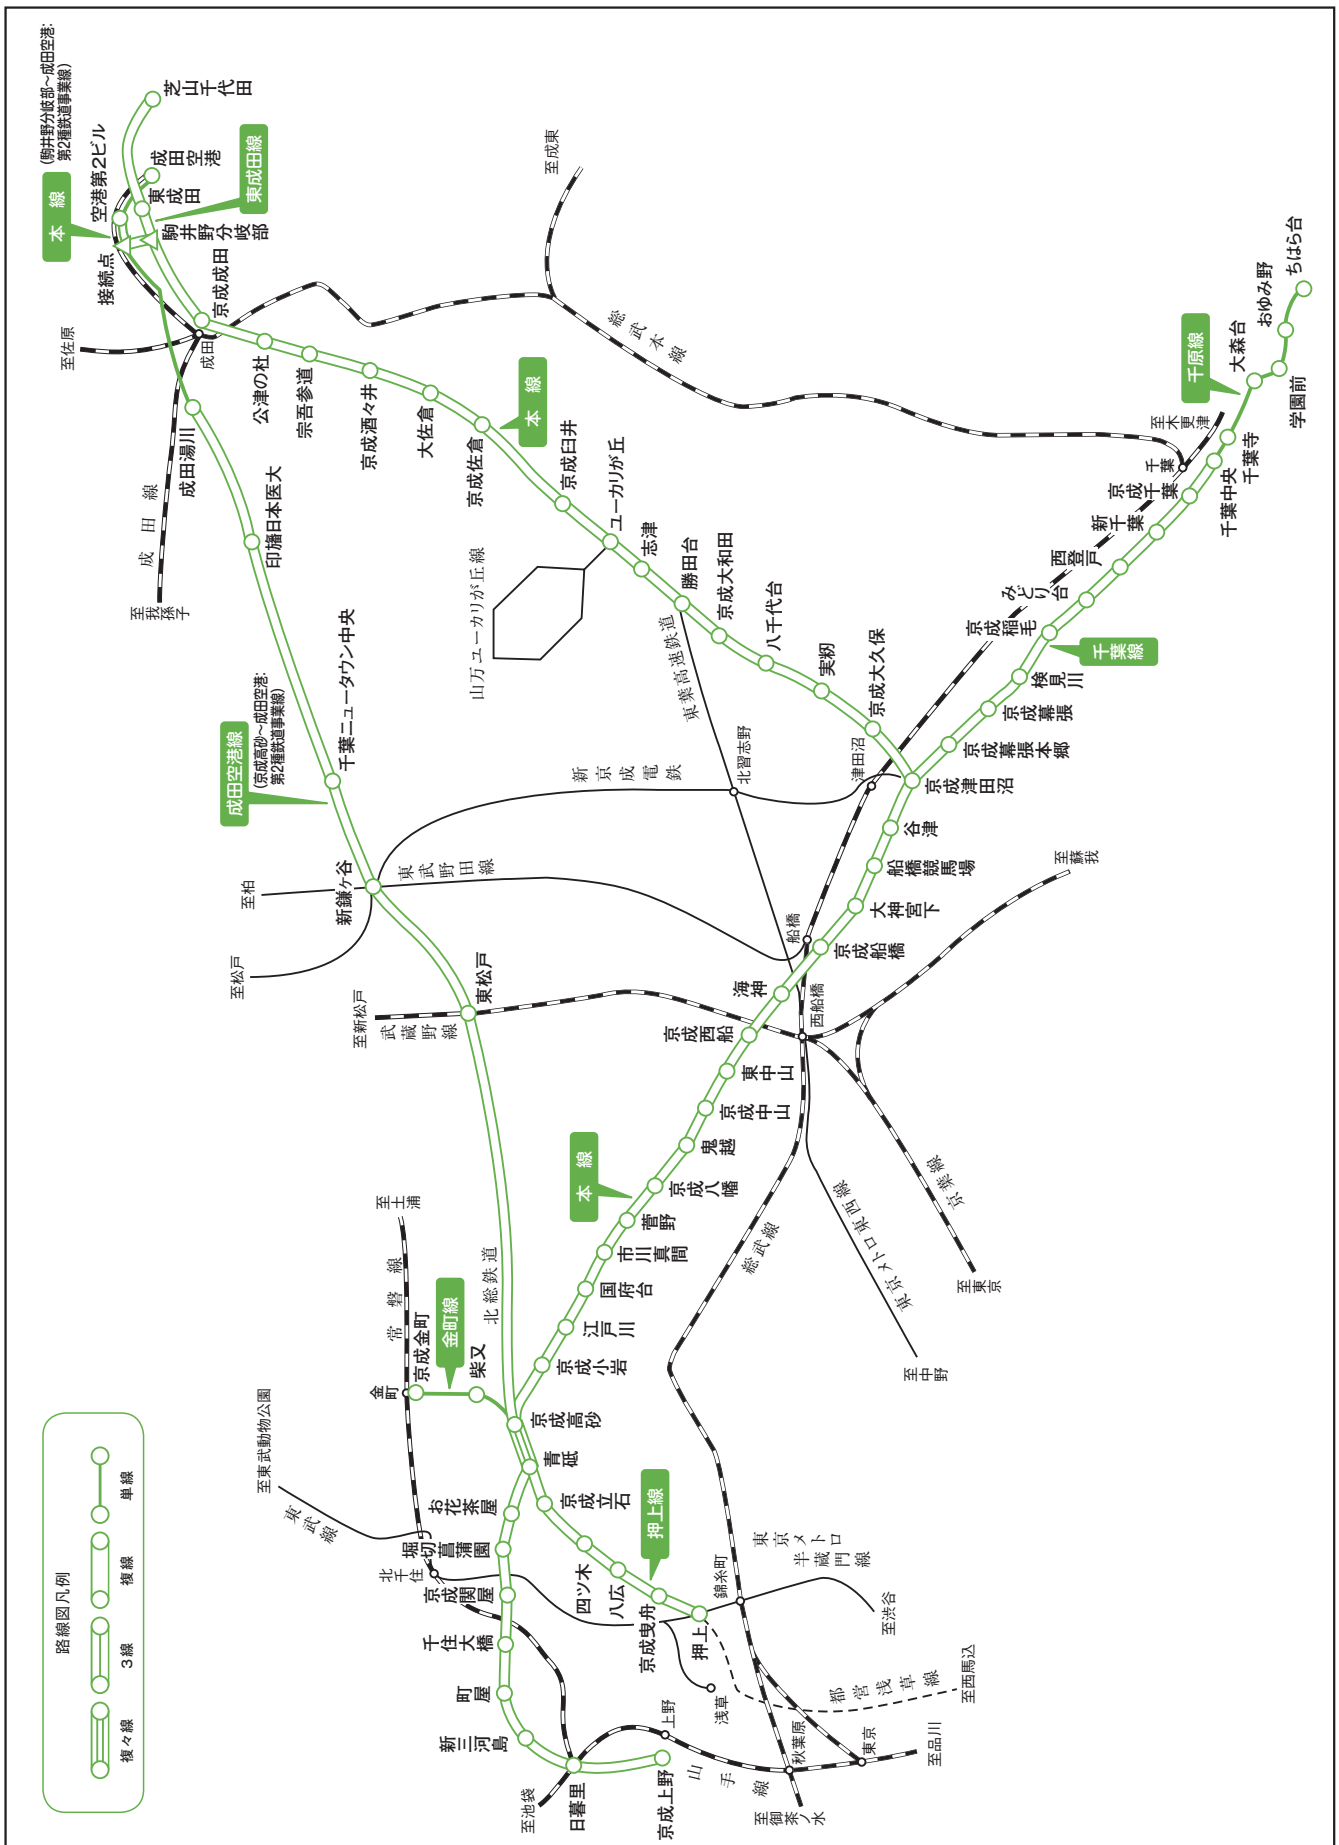 (駒井野分岐部〜成田空港:
第2種鉄道事業線)
本 線
空港第2ビル
芝山千代田
成田空港
東成田
東成田線
駒井野分岐部
接続点
京成成田
至佐原
成田
成田湯川
公津の杜
宗吾参道
京成酒々井
大佐倉
京成佐倉
本 線
京成臼井
ユーカリが丘
志津
勝田台
京成大和田
八千代台
実籾
京成大久保
山万ユーカリが丘線
東葉高速鉄道
至成東
総武本線
成田線
至我孫子
印旛日本医大
千葉ニュータウン中央
成田空港線
(京成高砂〜成田空港:
第2種鉄道事業線)
ちはら台
おゆみ野
学園前
大森台
千原線
千葉寺
千葉中央
至木更津
千葉
京成千葉
新千葉
西登戸
みどり台
京成稲毛
千葉線
検見川
京成幕張
京成幕張本郷
京成津田沼
津田沼
北習志野
新京成電鉄
谷津
船橋競馬場
大神宮下
京成船橋
船橋
至蘇我
至柏
新鎌ヶ谷
東武野田線
至松戸
東松戸
至新松戸
武蔵野線
海神
西船橋
京成西船
東中山
京成中山
鬼越
本 線
京成八幡
菅野
市川真間
国府台
江戸川
京成小岩
総武線
東京メトロ東西線
京葉線
至東京
至中野
至土浦
常磐線
北総鉄道
金町
京成金町
金町線
柴又
京成高砂
青砥
至東武動物公園
東武線
お花茶屋
堀切菖蒲園
北千住
京成関屋
千住大橋
町屋
新三河島
日暮里
至池袋
京成上野
京成立石
四ツ木
八広
京成曳舟
押上
押上線
錦糸町
東京メトロ
半蔵門線
至渋谷
浅草
都営浅草線
至西馬込
上野
山手線
秋葉原
東京
至品川
至御茶ノ水
路線図凡例
単線
複線
3線
複々線